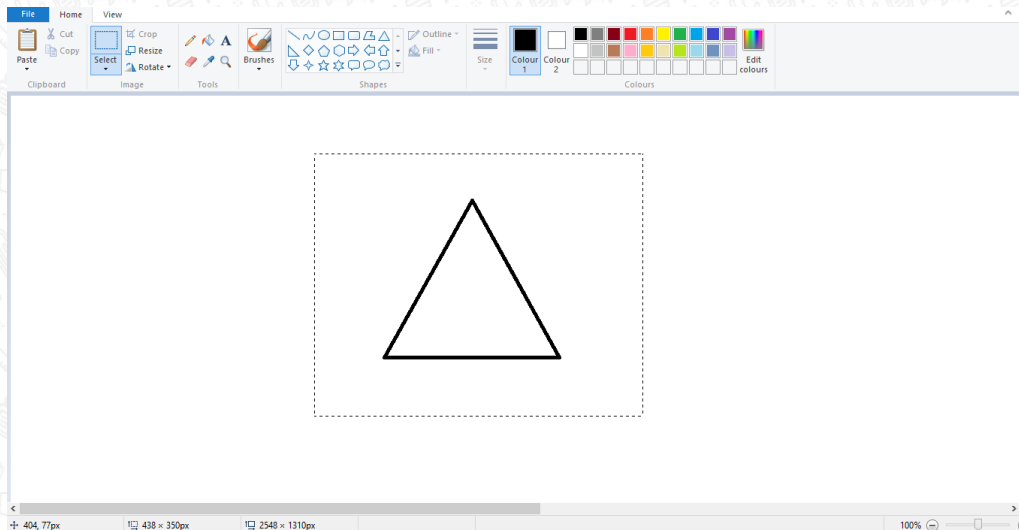 File Home View
Paste
Cut
Copy
Clipboard
Select
Crop
Resize
Rotate
Image
A
Tools
Brushes
Outline
Fill
Shapes
Size
Colour 1
Colour 2
Edit colours
Colours
404, 77px
438 × 350px
2548 × 1310px
100%